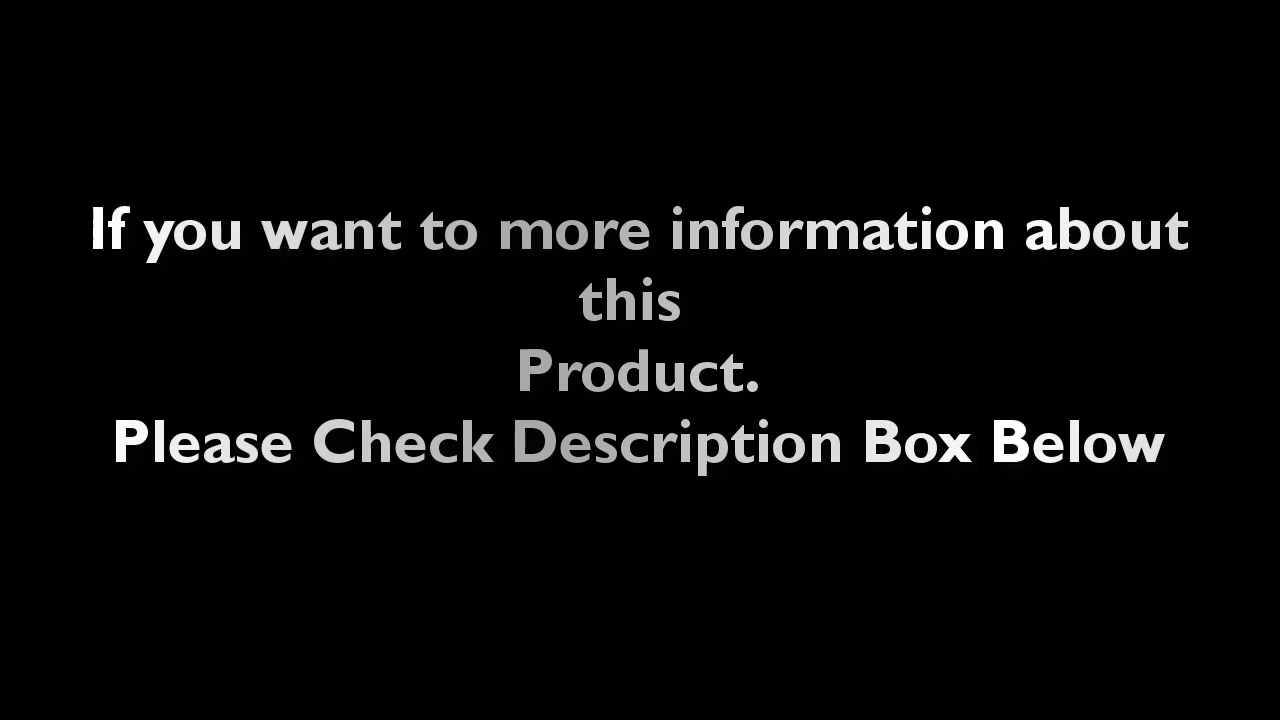 If you want to more information about
this
Product.
Please Check Description Box Below